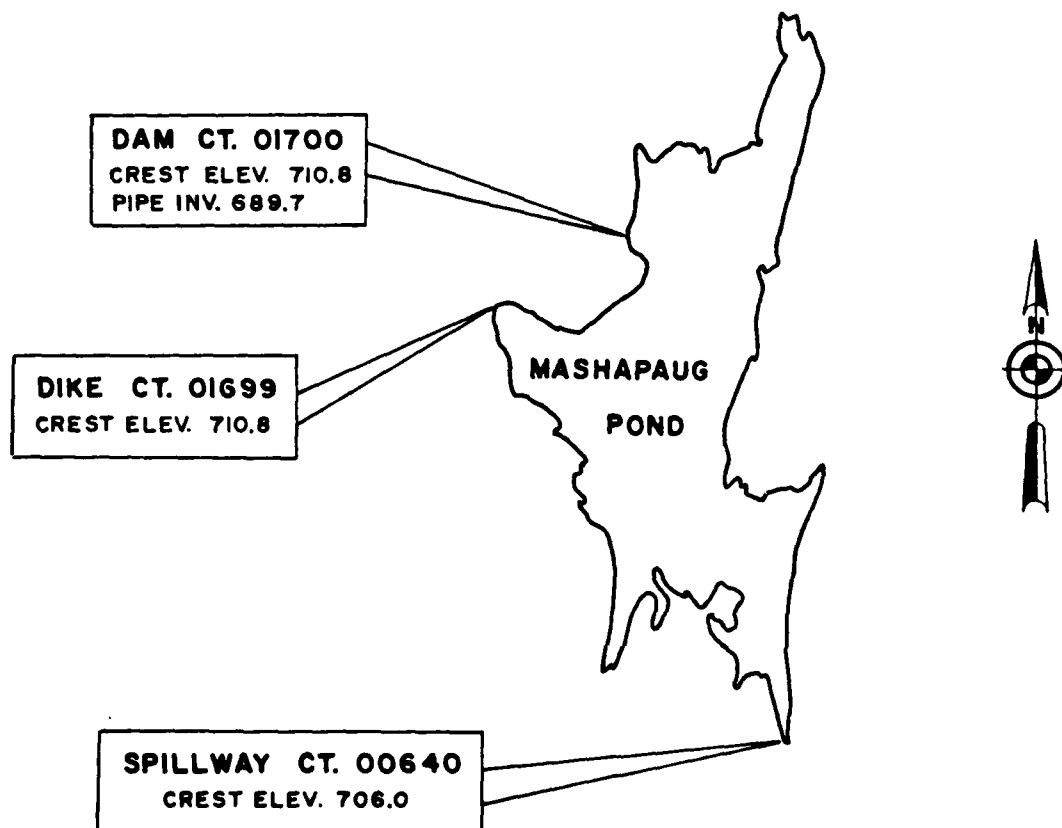 DAM CT. 01700
CREST ELEV. 710.8
PIPE INV. 689.7
DIKE CT. 01699
CREST ELEV. 710.8
MASHAPAUG
POND
N
SPILLWAY CT. 00640
CREST ELEV. 706.0